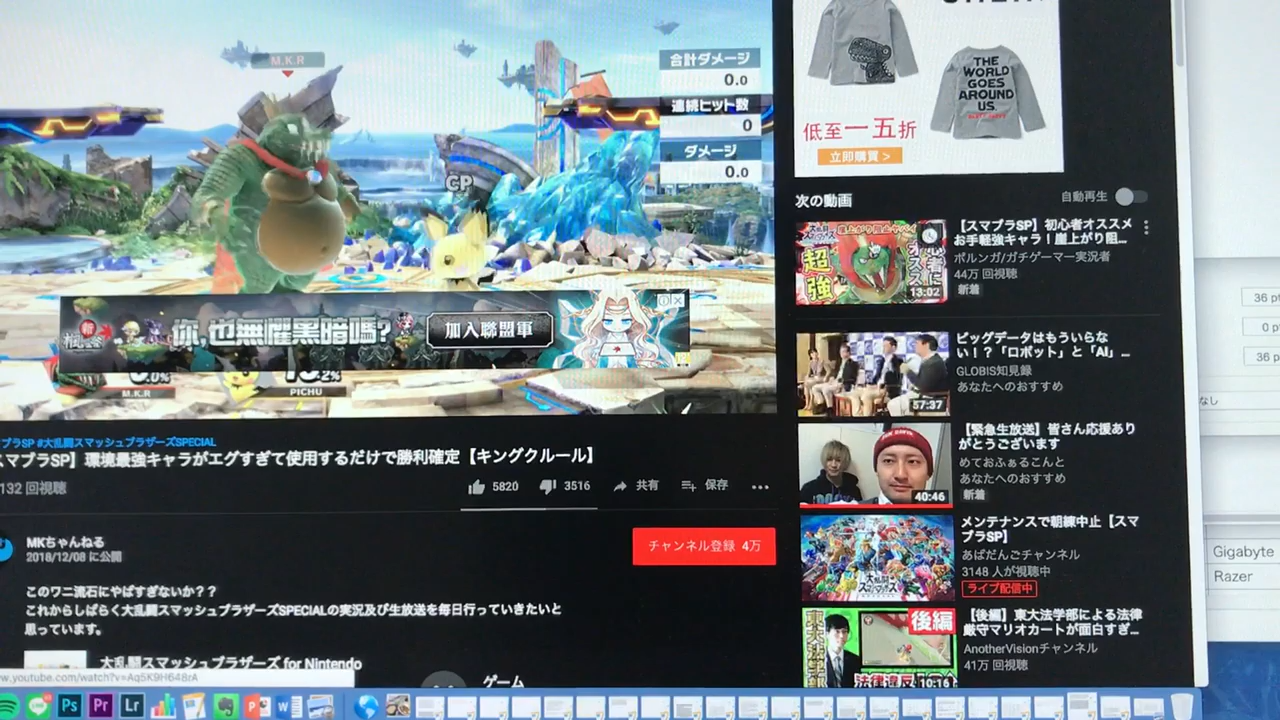 M.K.R
合計ダメージ
0.0
連続ヒット数
0
ダメージ
0.0
CP
你,也無懼黑暗嗎?
加入聯盟軍
M.K.R
PICHU
#大乱闘スマッシュブラザーズSPECIAL
スマブラSP】環境最強キャラがエグすぎて使用するだけで勝利確定【キングクルール】
132 回視聴
5820
3516
共有
保存
MKちゃんねる
2018/12/08 に公開
チャンネル登録 4万
このワニ流石にやばすぎないか？？
これからしばらく大乱闘スマッシュブラザーズSPECIALの実況及び生放送を毎日行っていきたいと
思っています。
大乱闘スマッシュブラザーズ for Nintendo
ゲーム
w.youtube.com/watch?v=Aq5K9H648rA
THE
WORLD
GOES
AROUND
US
低至一五折
立即購買 >
次の動画
自動再生
超強
13:02
【スマブラSP】初心者オススメ
お手軽強キャラ！崖上がり阻...
ポルンガ/ガチゲーマー実況者
44万 回視聴
新着
57:37
ビッグデータはもういらな
い！？「ロボット」と「AI」...
GLOBIS知見録
あなたへのおすすめ
40:46
【緊急生放送】皆さん応援あり
がとうございます
めておふぁるこんと
あなたへのおすすめ
新着
メンテナンスで朝練中止【ス
マブラSP】
あばだんごチャンネル
3148 人が視聴中
ライブ配信中
後編
東大法学部
法律違反
10:16
【後編】東大法学部による法律
厳守マリオカートが面白すぎ...
AnotherVisionチャンネル
41万 回視聴
36 pt
0 pt
36 pt
なし
Gigabyte
Razer
Ps
Pr
Lr